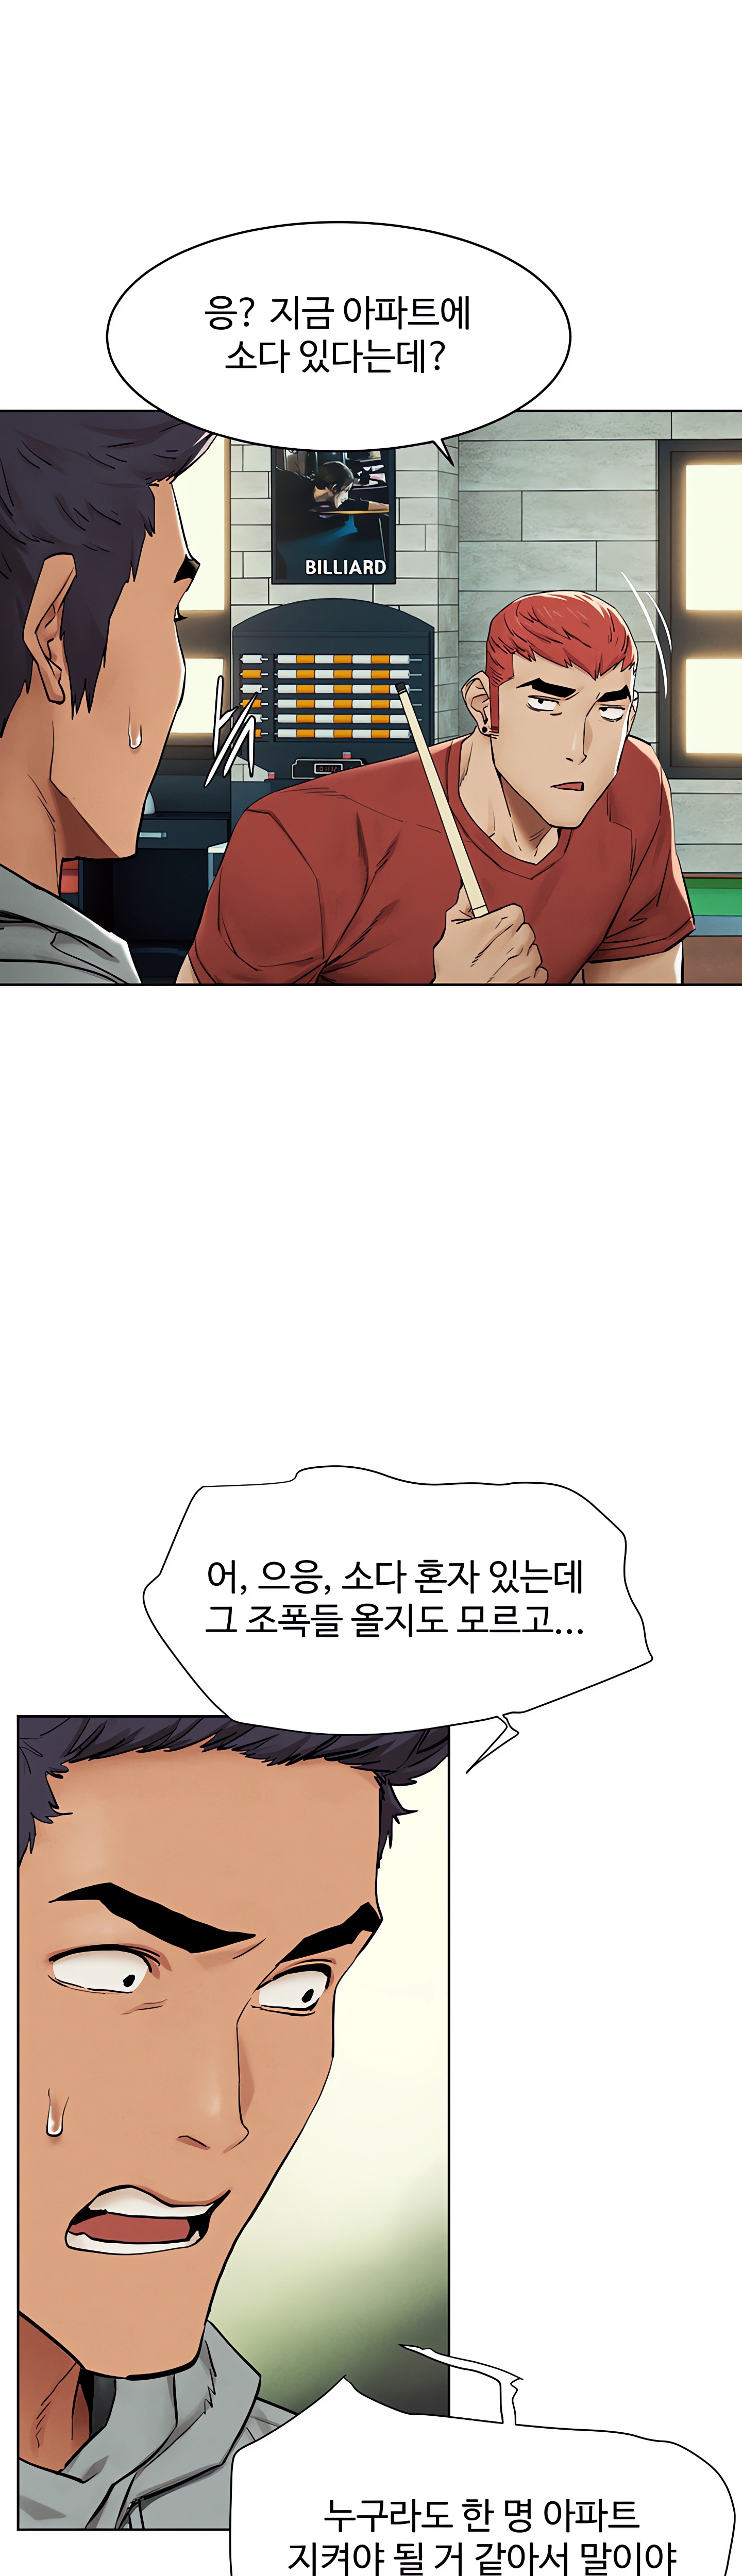 응? 지금 아파트에
소다 있다는데?
BILLIARD
어, 으응, 소다 혼자 있는데
그 조폭들 올지도 모르고...
누구라도 한 명 아파트
지켜야 될 거 같아서 말이야